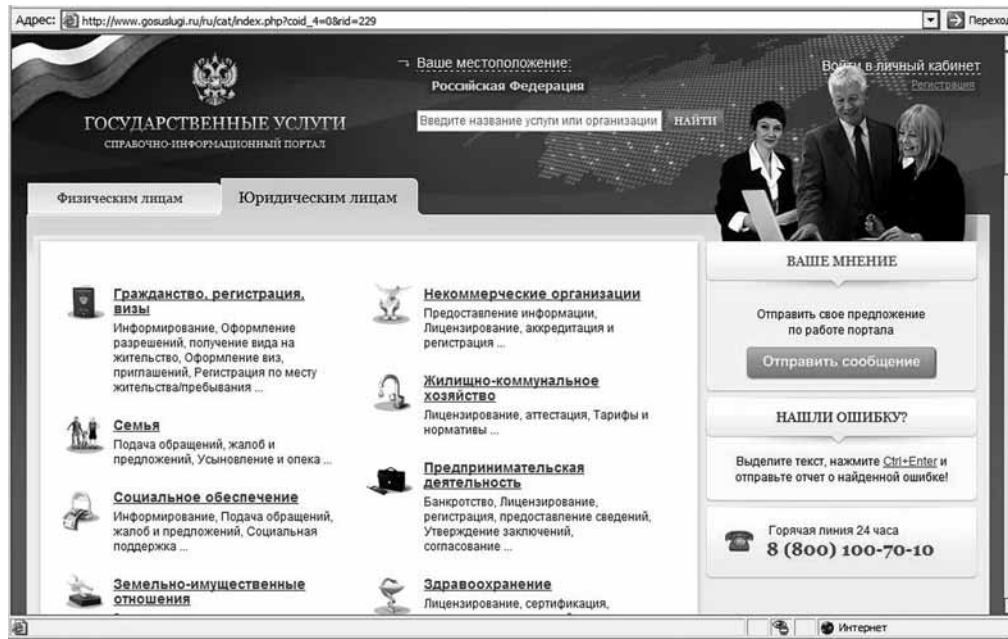 Адрес: http://www.gosuslugi.ru/ru/cat/index.php?coid_4=0&rid=229
Переход
Ваше местоположение:
Российская Федерация
Войти в личный кабинет
Регистрация
ГОСУДАРСТВЕННЫЕ УСЛУГИ
СПРАВОЧНО-ИНФОРМАЦИОННЫЙ ПОРТАЛ
Введите название услуги или организации
НАЙТИ
Физическим лицам
Юридическим лицам
Гражданство, регистрация,
визы
Информирование, Оформление
разрешений, получение вида на
жительство, Оформление виз,
приглашений, Регистрация по месту
жительства/пребывания ...
Семья
Подача обращений, жалоб и
предложений, Усыновление и опека ...
Социальное обеспечение
Информирование, Подача обращений,
жалоб и предложений, Социальная
поддержка ...
Земельно-имущественные
отношения
Некоммерческие организации
Предоставление информации,
Лицензирование, аккредитация и
регистрация ...
Жилищно-коммунальное
хозяйство
Лицензирование, аттестация, Тарифы и
нормативы ...
Предпринимательская
деятельность
Банкротство, Лицензирование,
регистрация, предоставление сведений,
Утверждение заключений,
согласование ...
Здравоохранение
Лицензирование, сертификация,
ВАШЕ МНЕНИЕ
Отправить свое предложение
по работе портала
Отправить сообщение
НАШЛИ ОШИБКУ?
Выделите текст, нажмите Ctrl+Enter и
отправьте отчет о найденной ошибке!
Горячая линия 24 часа
8 (800) 100-70-10
Интернет